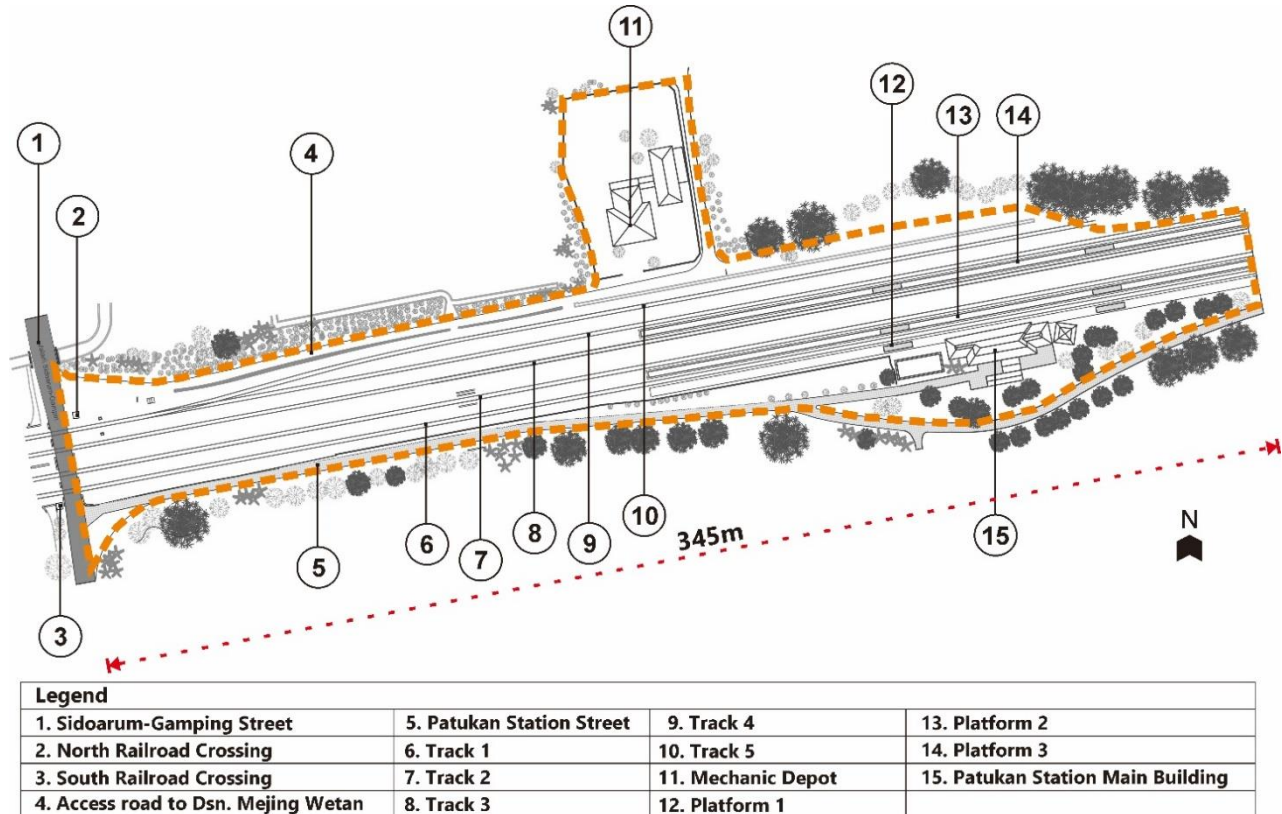 11
12
13
14
1
4
2
10
8
9
345m
N
6
7
15
5
3
Legend
1. Sidoarum-Gamping Street
5. Patukan Station Street
9. Track 4
13. Platform 2
2. North Railroad Crossing
6. Track 1
10. Track 5
14. Platform 3
3. South Railroad Crossing
7. Track 2
11. Mechanic Depot
15. Patukan Station Main Building
4. Access road to Dsn. Mejing Wetan
8. Track 3
12. Platform 1